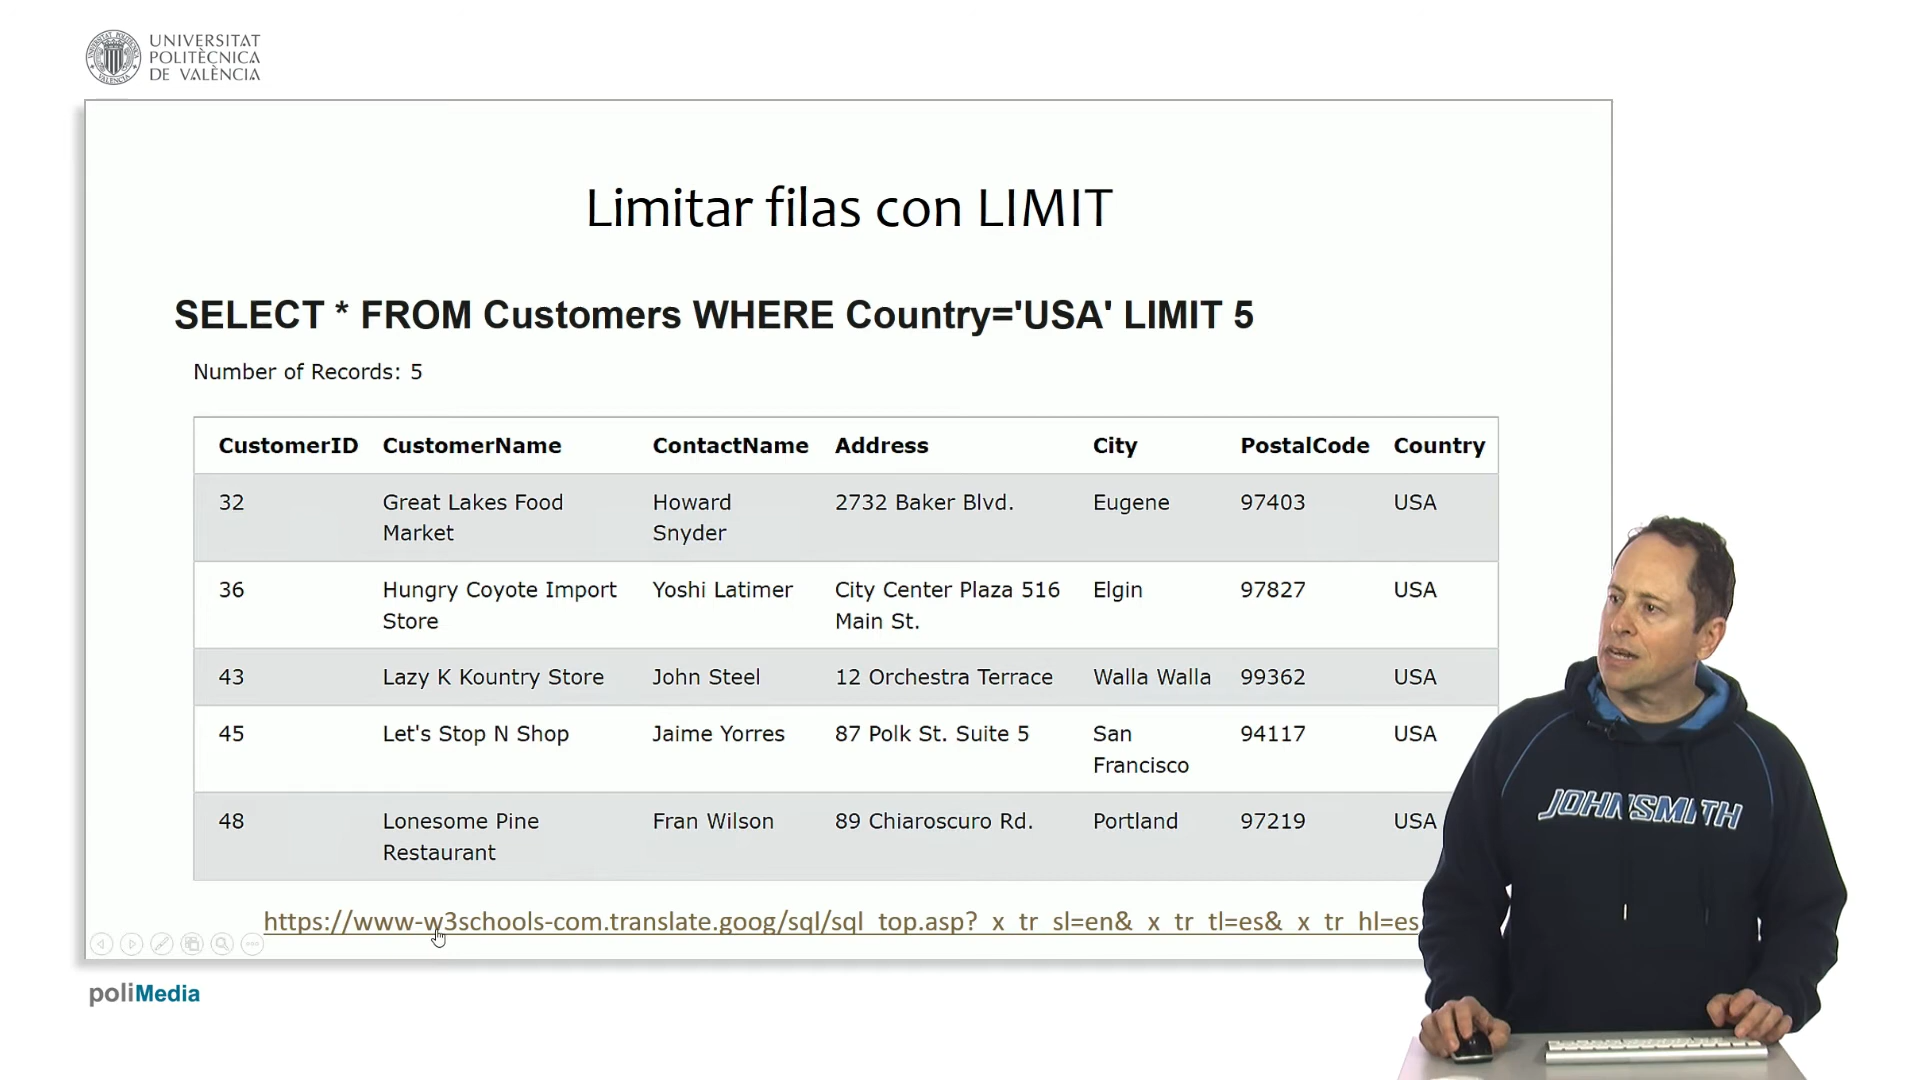 UNIVERSITAT
POLITÈCNICA
DE VALÈNCIA
Limitar filas con LIMIT
SELECT * FROM Customers WHERE Country='USA' LIMIT 5
Number of Records: 5
CustomerID CustomerName ContactName Address City PostalCode Country
32 Great Lakes Food Howard 2732 Baker Blvd. Eugene 97403 USA
Market Snyder
36 Hungry Coyote Import Yoshi Latimer City Center Plaza 516 Elgin 97827 USA
Store Main St.
43 Lazy K Kountry Store John Steel 12 Orchestra Terrace Walla Walla 99362 USA
45 Let's Stop N Shop Jaime Yorres 87 Polk St. Suite 5 San 94117 USA
Francisco
48 Lonesome Pine Fran Wilson 89 Chiaroscuro Rd. Portland 97219 USA
Restaurant
https://www-w3schools-com.translate.goog/sql/sql_top.asp?_x_tr_sl=en&_x_tr_tl=es&_x_tr_hl=es
JOHNSMITH
poliMedia